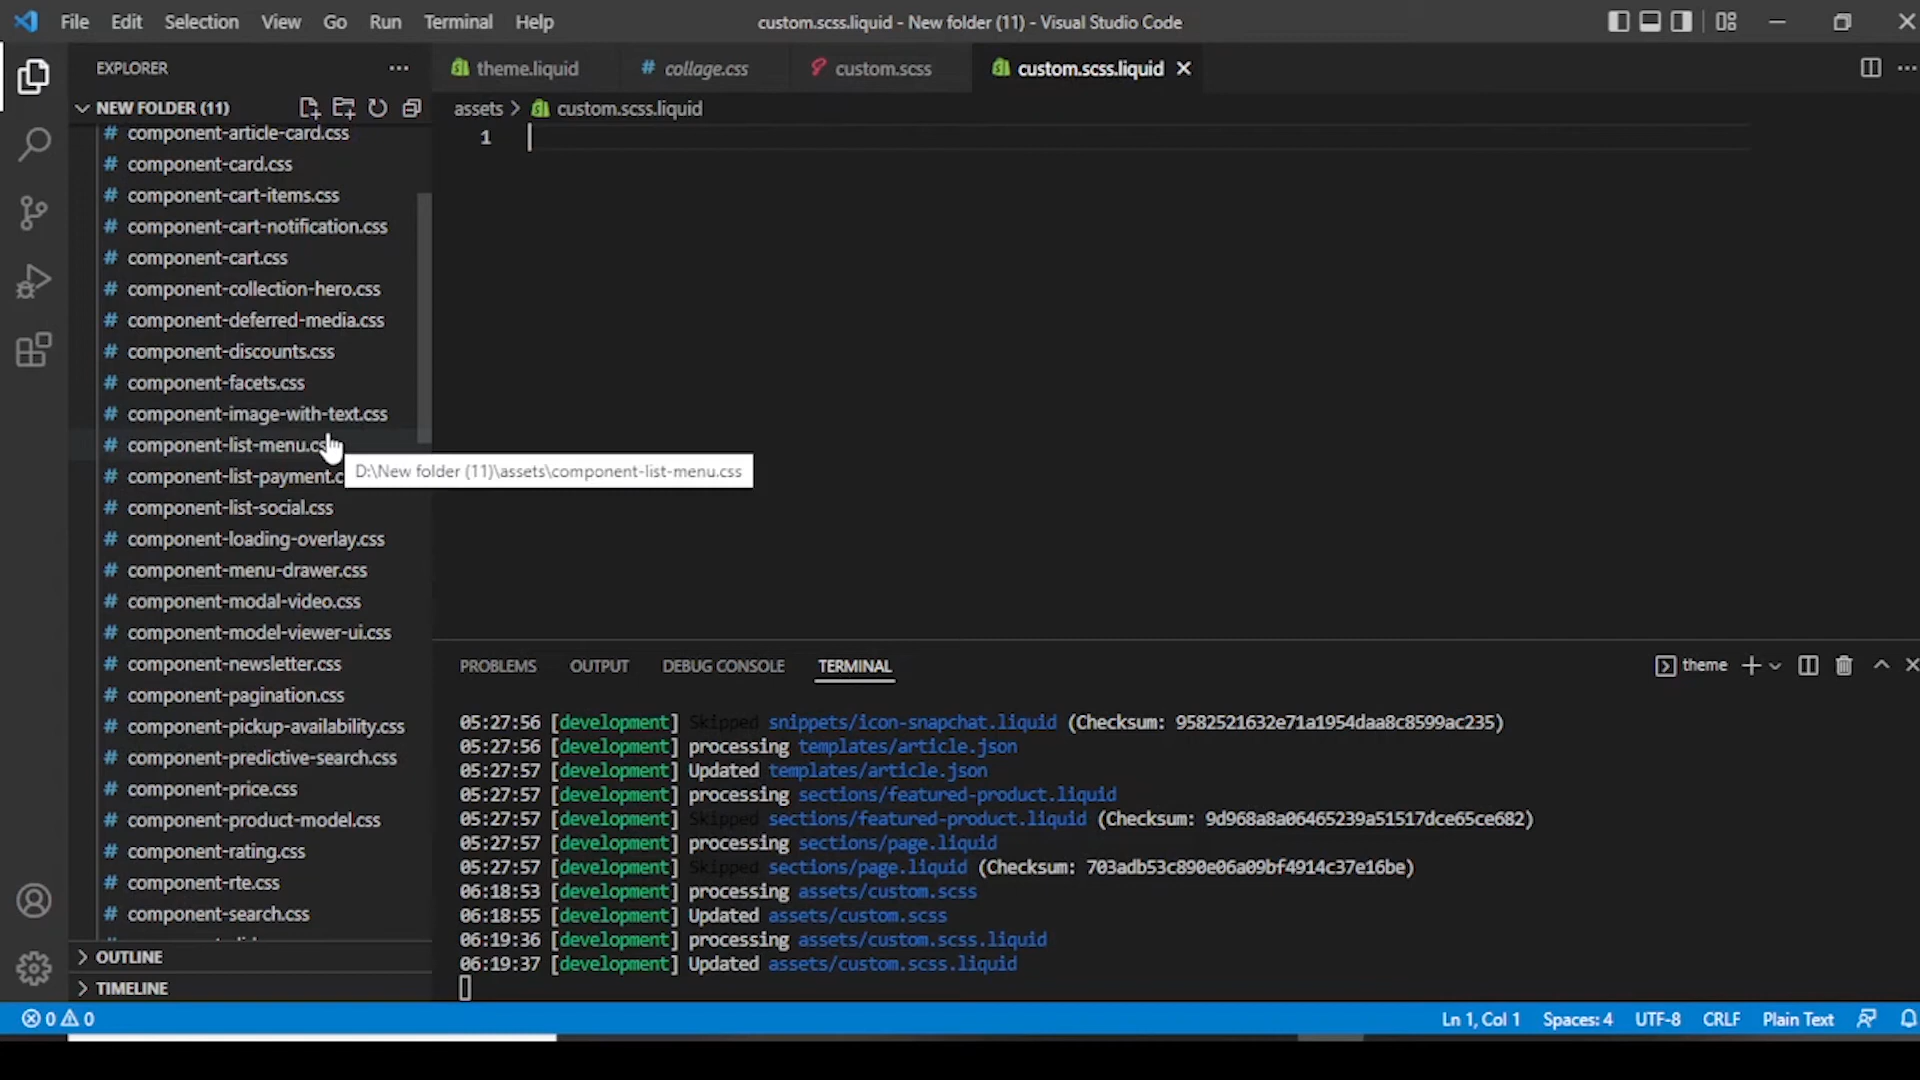 File Edit Selection View Go Run Terminal Help
custom.scss.liquid - New folder (11) - Visual Studio Code
EXPLORER
NEW FOLDER (11)
component-article-card.css
component-card.css
component-cart-items.css
component-cart-notification.css
component-cart.css
component-collection-hero.css
component-deferred-media.css
component-discounts.css
component-facets.css
component-image-with-text.css
component-list-menu.cs
component-list-payment.c
component-list-social.css
component-loading-overlay.css
component-menu-drawer.css
component-modal-video.css
component-model-viewer-ui.css
component-newsletter.css
component-pagination.css
component-pickup-availability.css
component-predictive-search.css
component-price.css
component-product-model.css
component-rating.css
component-rte.css
component-search.css
OUTLINE
TIMELINE
theme.liquid # collage.css custom.scss custom.scss.liquid
assets > custom.scss.liquid
1
D:\New folder (11)\assets\component-list-menu.css
PROBLEMS OUTPUT DEBUG CONSOLE TERMINAL
theme
05:27:56 [development] Skipped snippets/icon-snapchat.liquid (Checksum: 9582521632e71a1954daa8c8599ac235)
05:27:56 [development] processing templates/article.json
05:27:57 [development] Updated templates/article.json
05:27:57 [development] processing sections/featured-product.liquid
05:27:57 [development] Skipped sections/featured-product.liquid (Checksum: 9d968a8a06465239a51517dce65ce682)
05:27:57 [development] processing sections/page.liquid
05:27:57 [development] Skipped sections/page.liquid (Checksum: 703adb53c890e06a09bf4914c37e16be)
06:18:53 [development] processing assets/custom.scss
06:18:55 [development] Updated assets/custom.scss
06:19:36 [development] processing assets/custom.scss.liquid
06:19:37 [development] Updated assets/custom.scss.liquid
0 0
Ln 1, Col 1 Spaces: 4 UTF-8 CRLF Plain Text